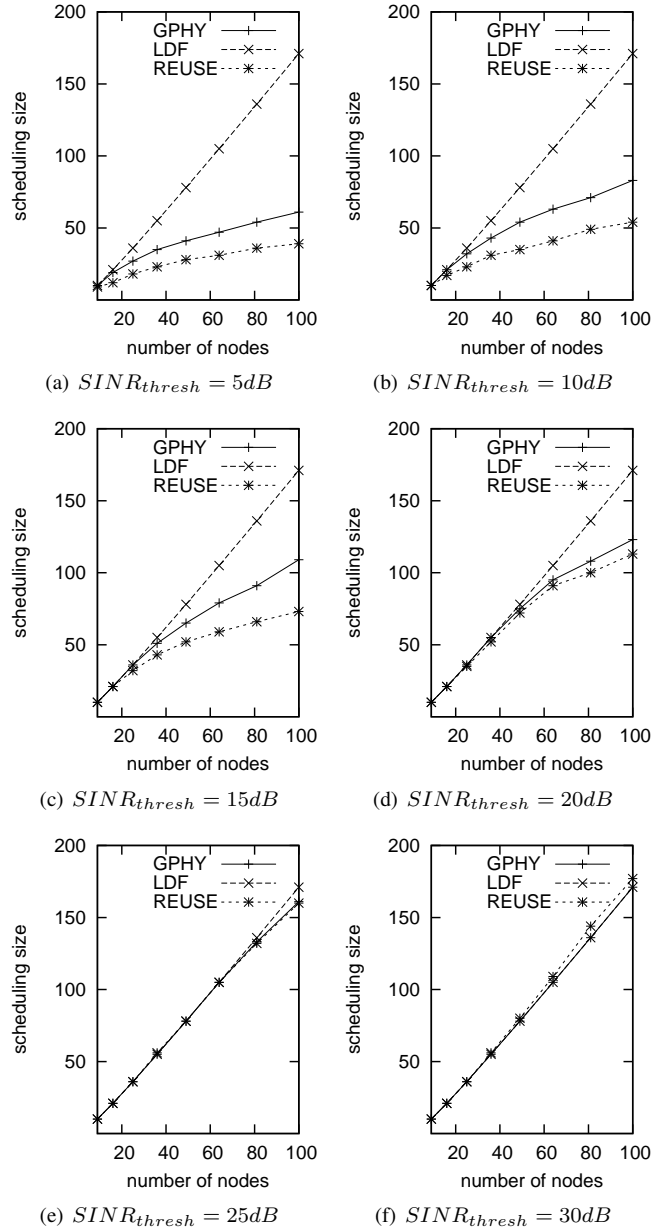 200
150
100
50
20 40 60 80 100
scheduling size
number of nodes
GPHY
LDF
REUSE
(a) SINR_thresh = 5dB
200
150
100
50
20 40 60 80 100
scheduling size
number of nodes
GPHY
LDF
REUSE
(b) SINR_thresh = 10dB
200
150
100
50
20 40 60 80 100
scheduling size
number of nodes
GPHY
LDF
REUSE
(c) SINR_thresh = 15dB
200
150
100
50
20 40 60 80 100
scheduling size
number of nodes
GPHY
LDF
REUSE
(d) SINR_thresh = 20dB
200
150
100
50
20 40 60 80 100
scheduling size
number of nodes
GPHY
LDF
REUSE
(e) SINR_thresh = 25dB
200
150
100
50
20 40 60 80 100
scheduling size
number of nodes
GPHY
LDF
REUSE
(f) SINR_thresh = 30dB